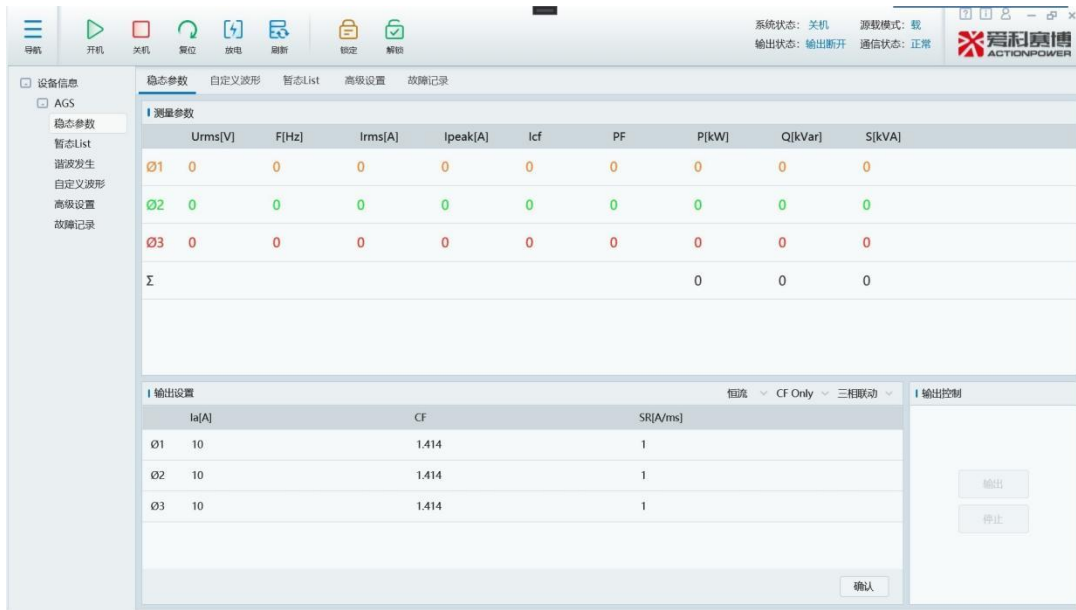 导航 开机 关机 复位 放电 刷新 锁定 解锁
系统状态: 关机 源载模式: 载
输出状态: 输出断开 通信状态: 正常
爱科赛博
ACTIONPOWER
设备信息
AGS
稳态参数
暂态List
谐波发生
自定义波形
高级设置
故障记录
稳态参数 自定义波形 暂态List 高级设置 故障记录
测量参数
Urms[V] F[Hz] Irms[A] Ipeak[A] Icf PF P[kW] Q[kVar] S[kVA]
Ø1 0 0 0 0 0 0 0 0 0
Ø2 0 0 0 0 0 0 0 0 0
Ø3 0 0 0 0 0 0 0 0 0
Σ 0 0 0
输出设置 恒流 CF Only 三相联动
Ia[A] CF SR[A/ms]
Ø1 10 1.414 1
Ø2 10 1.414 1
Ø3 10 1.414 1
确认
输出控制
输出
停止